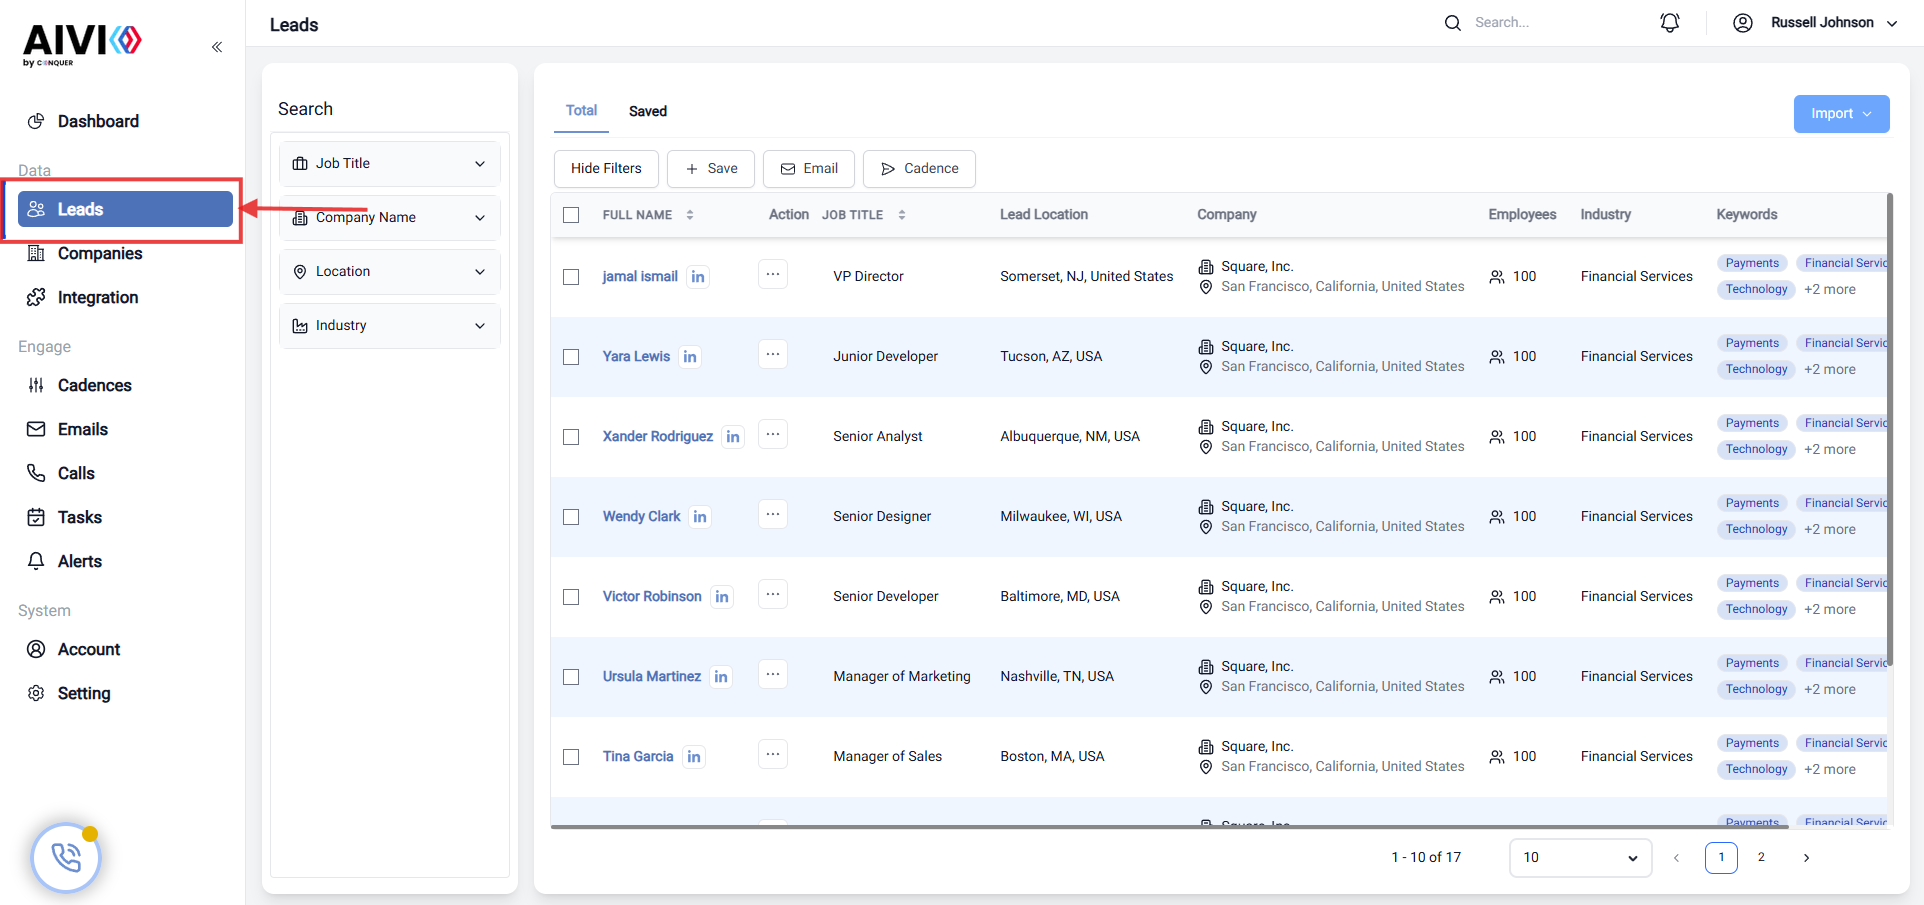 AIVI
by CONQUER
Leads
Search...
Russell Johnson
Dashboard
Data
Leads
Companies
Integration
Engage
Cadences
Emails
Calls
Tasks
Alerts
System
Account
Setting
Search
Job Title
Company Name
Location
Industry
Total Saved
Import
Hide Filters Save Email Cadence
FULL NAME Action JOB TITLE Lead Location Company Employees Industry Keywords
jamal ismail in ... VP Director Somerset, NJ, United States Square, Inc. 100 Financial Services Payments Financial Servic
San Francisco, California, United States Technology +2 more
Yara Lewis in ... Junior Developer Tucson, AZ, USA Square, Inc. 100 Financial Services Payments Financial Servic
San Francisco, California, United States Technology +2 more
Xander Rodriguez in ... Senior Analyst Albuquerque, NM, USA Square, Inc. 100 Financial Services Payments Financial Servic
San Francisco, California, United States Technology +2 more
Wendy Clark in ... Senior Designer Milwaukee, WI, USA Square, Inc. 100 Financial Services Payments Financial Servic
San Francisco, California, United States Technology +2 more
Victor Robinson in ... Senior Developer Baltimore, MD, USA Square, Inc. 100 Financial Services Payments Financial Servic
San Francisco, California, United States Technology +2 more
Ursula Martinez in ... Manager of Marketing Nashville, TN, USA Square, Inc. 100 Financial Services Payments Financial Servic
San Francisco, California, United States Technology +2 more
Tina Garcia in ... Manager of Sales Boston, MA, USA Square, Inc. 100 Financial Services Payments Financial Servic
San Francisco, California, United States Technology +2 more
Square, Inc. Payments Financial Servic
1 - 10 of 17 10 1 2